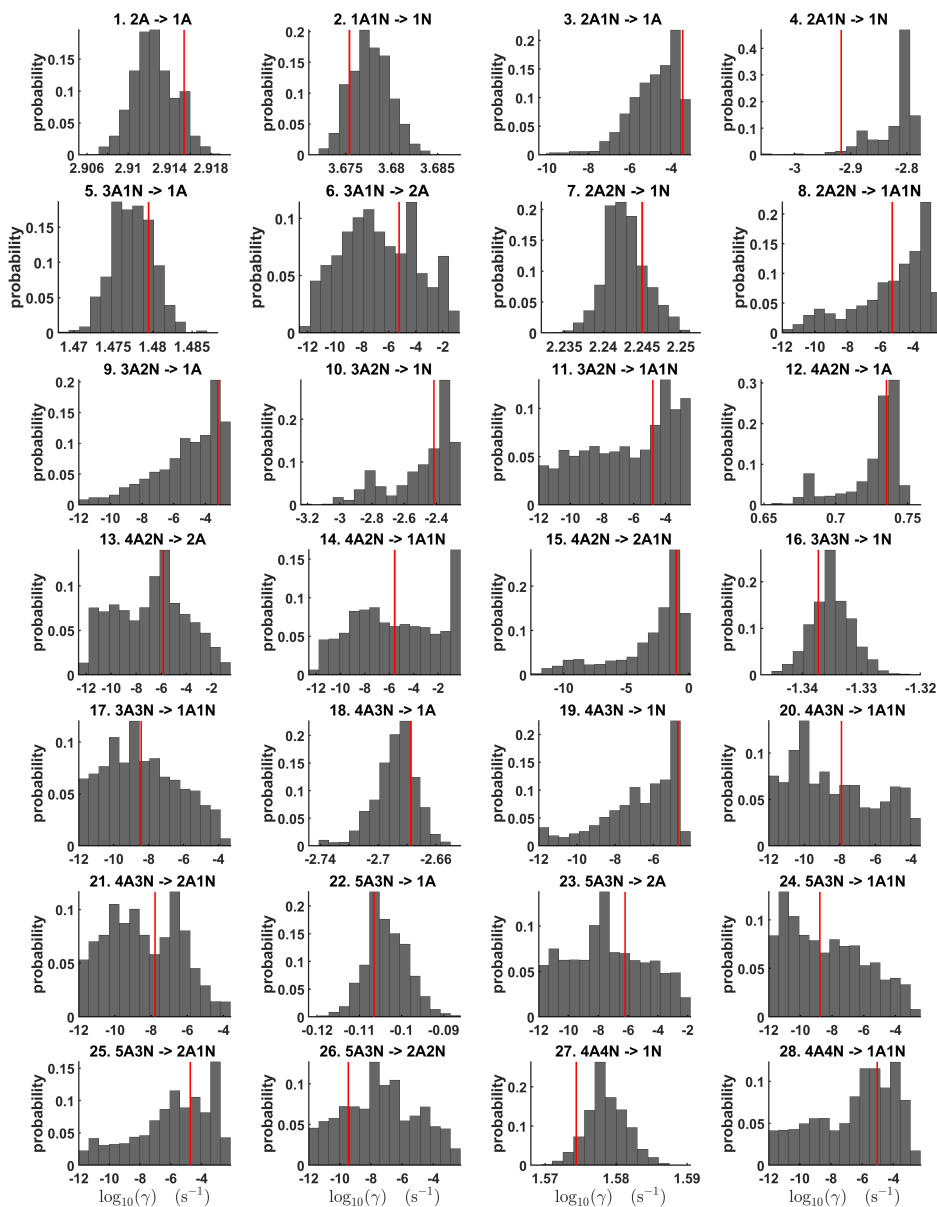 1. 2A -> 1A
probability
0.15
0.1
0.05
0
2.906 2.91 2.914 2.918
2. 1A1N -> 1N
probability
0.2
0.15
0.1
0.05
0
3.675 3.68 3.685
3. 2A1N -> 1A
probability
0.2
0.15
0.1
0.05
0
-10 -8 -6 -4
4. 2A1N -> 1N
probability
0.4
0.3
0.2
0.1
0
-3 -2.9 -2.8
5. 3A1N -> 1A
probability
0.15
0.1
0.05
0
1.47 1.475 1.48 1.485
6. 3A1N -> 2A
probability
0.1
0.05
0
-12 -10 -8 -6 -4 -2
7. 2A2N -> 1N
probability
0.2
0.15
0.1
0.05
0
2.235 2.24 2.245 2.25
8. 2A2N -> 1A1N
probability
0.2
0.15
0.1
0.05
0
-12 -10 -8 -6 -4
9. 3A2N -> 1A
probability
0.2
0.15
0.1
0.05
0
-12 -10 -8 -6 -4
10. 3A2N -> 1N
probability
0.2
0.1
0
-3.2 -3 -2.8 -2.6 -2.4
11. 3A2N -> 1A1N
probability
0.1
0.05
0
-12 -10 -8 -6 -4
12. 4A2N -> 1A
probability
0.3
0.2
0.1
0
0.65 0.7 0.75
13. 4A2N -> 2A
probability
0.1
0.05
0
-12 -10 -8 -6 -4 -2
14. 4A2N -> 1A1N
probability
0.15
0.1
0.05
0
-12 -10 -8 -6 -4 -2
15. 4A2N -> 2A1N
probability
0.2
0.1
0
-10 -5 0
16. 3A3N -> 1N
probability
0.2
0.1
0
-1.34 -1.33 -1.32
17. 3A3N -> 1A1N
probability
0.1
0.05
0
-12 -10 -8 -6 -4
18. 4A3N -> 1A
probability
0.2
0.1
0
-2.74 -2.7 -2.66
19. 4A3N -> 1N
probability
0.2
0.1
0
-12 -10 -8 -6
20. 4A3N -> 1A1N
probability
0.1
0.05
0
-12 -10 -8 -6 -4
21. 4A3N -> 2A1N
probability
0.1
0.05
0
-12 -10 -8 -6 -4
22. 5A3N -> 1A
probability
0.2
0.1
0
-0.12 -0.11 -0.1 -0.09
23. 5A3N -> 2A
probability
0.1
0.05
0
-12 -10 -8 -6 -4 -2
24. 5A3N -> 1A1N
probability
0.1
0.05
0
-12 -10 -8 -6 -4
25. 5A3N -> 2A1N
probability
0.15
0.1
0.05
0
-12 -10 -8 -6 -4
log₁₀(γ) (s⁻¹)
26. 5A3N -> 2A2N
probability
0.1
0.05
0
-12 -10 -8 -6 -4
log₁₀(γ) (s⁻¹)
27. 4A4N -> 1N
probability
0.2
0.1
0
1.57 1.58 1.59
log₁₀(γ) (s⁻¹)
28. 4A4N -> 1A1N
probability
0.1
0.05
0
-12 -10 -8 -6 -4
log₁₀(γ) (s⁻¹)